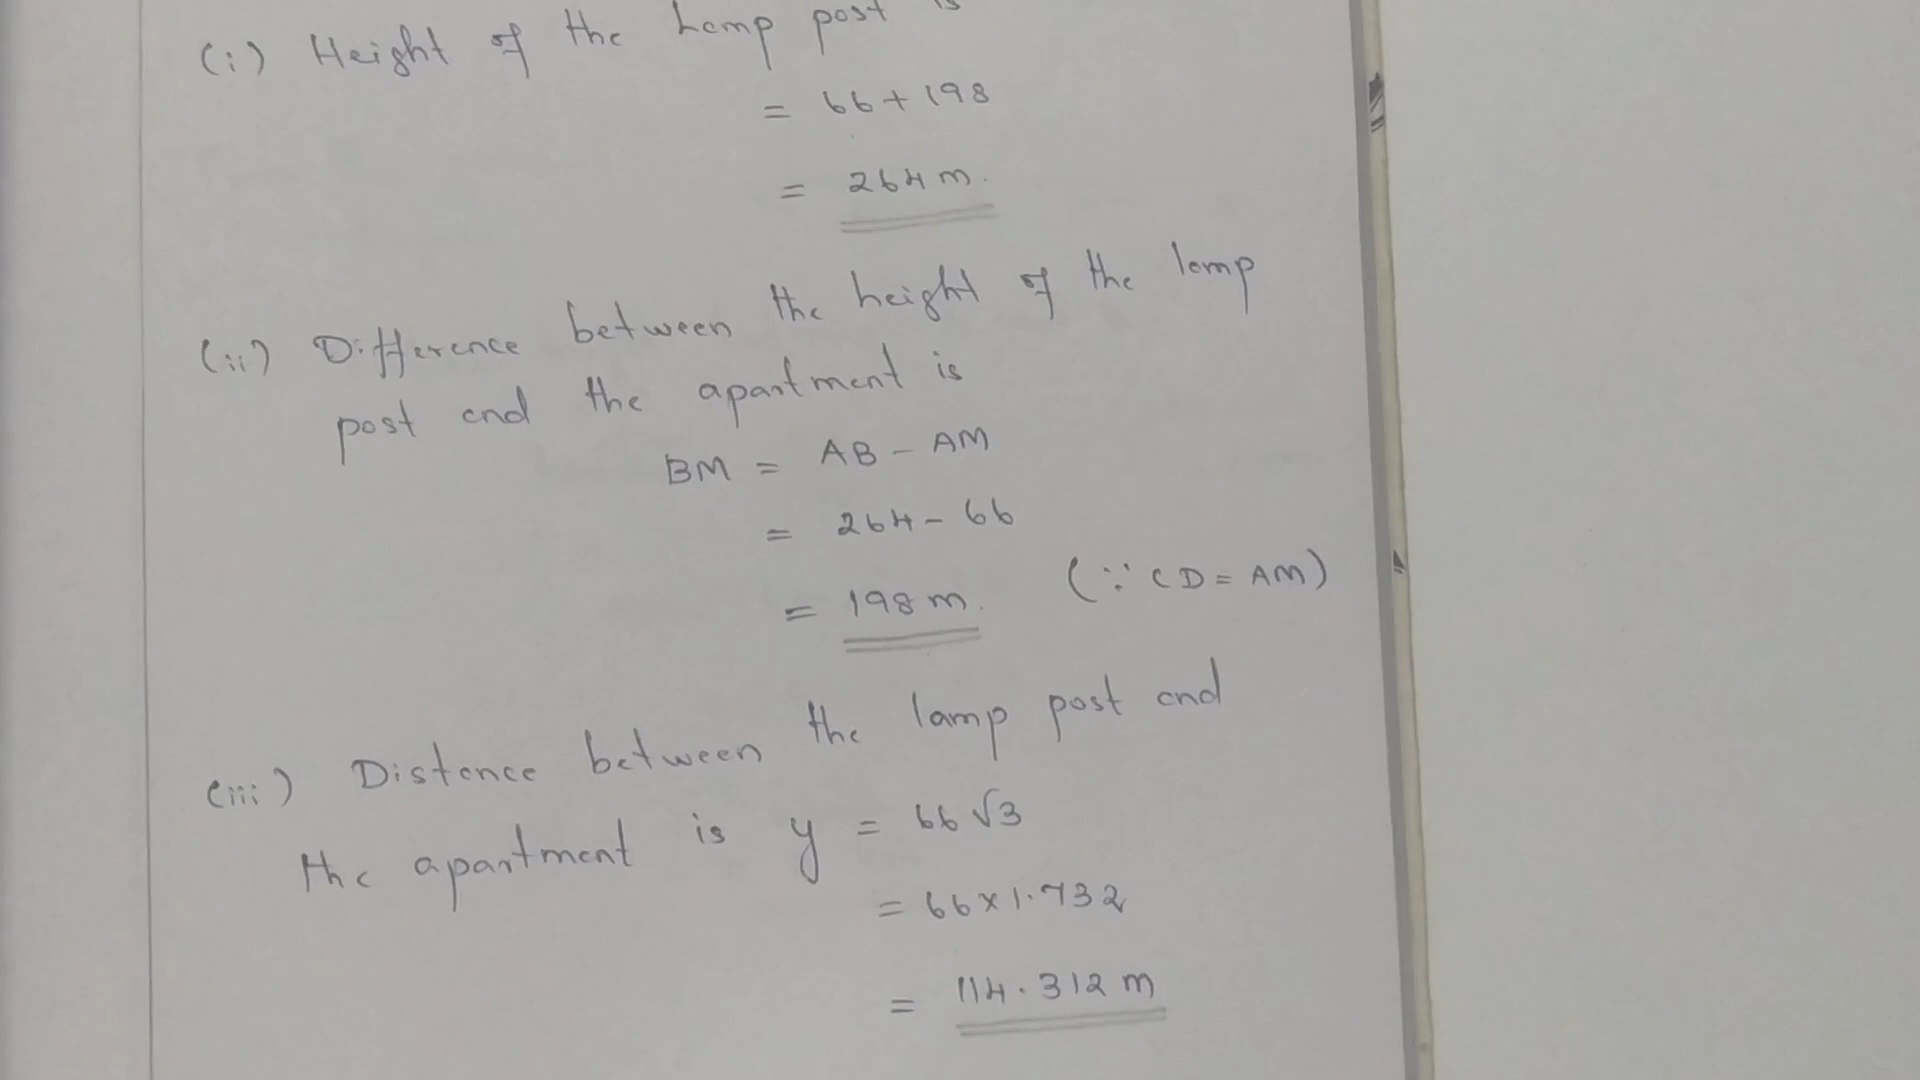 (i) Height of the Lamp post is
= 66 + 198
= 264 m.
(ii) Difference between the height of the lamp
post and the apartment is
BM = AB - AM
= 264 - 66
= 198 m. (∵ CD = AM)
(iii) Distance between the lamp post and
the apartment is y = 66√3
= 66 x 1.732
= 114.312 m